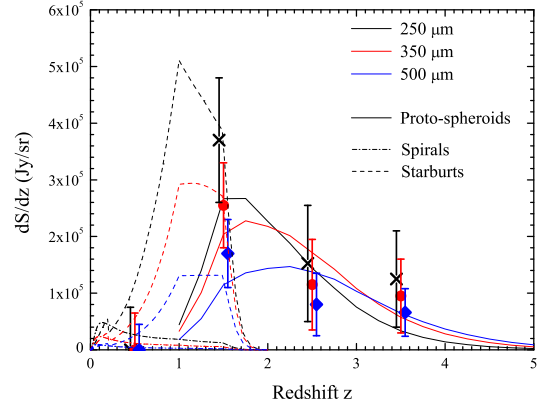 6x10⁵
5x10⁵
4x10⁵
3x10⁵
2x10⁵
1x10⁵
0
dS/dz (Jy/sr)
250 μm
350 μm
500 μm
Proto-spheroids
Spirals
Starburts
0 1 2 3 4 5
Redshift z